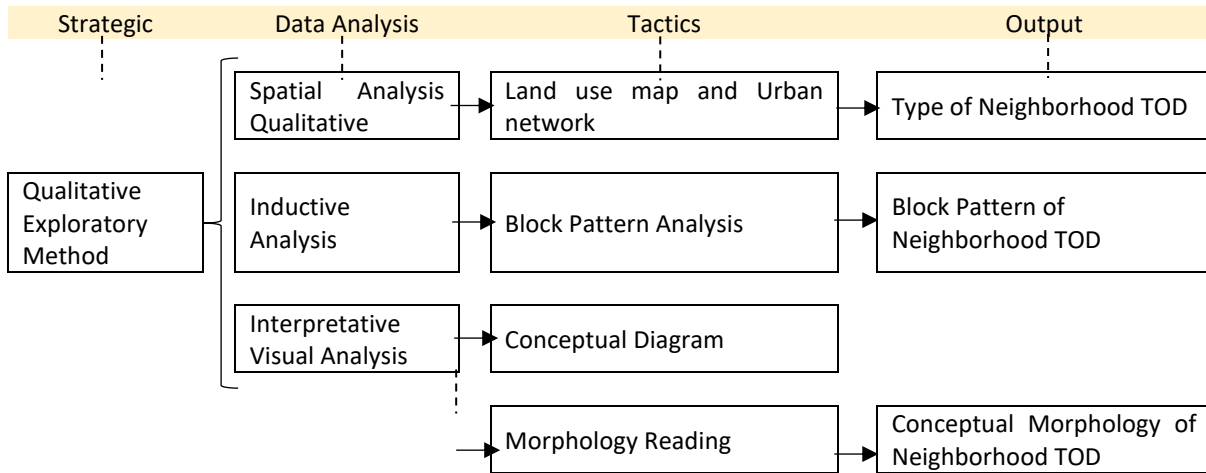 Strategic
Data Analysis
Tactics
Output
Spatial Analysis
Qualitative
Land use map and Urban
network
Type of Neighborhood TOD
Qualitative
Exploratory
Method
Inductive
Analysis
Block Pattern Analysis
Block Pattern of
Neighborhood TOD
Interpretative
Visual Analysis
Conceptual Diagram
Morphology Reading
Conceptual Morphology of
Neighborhood TOD